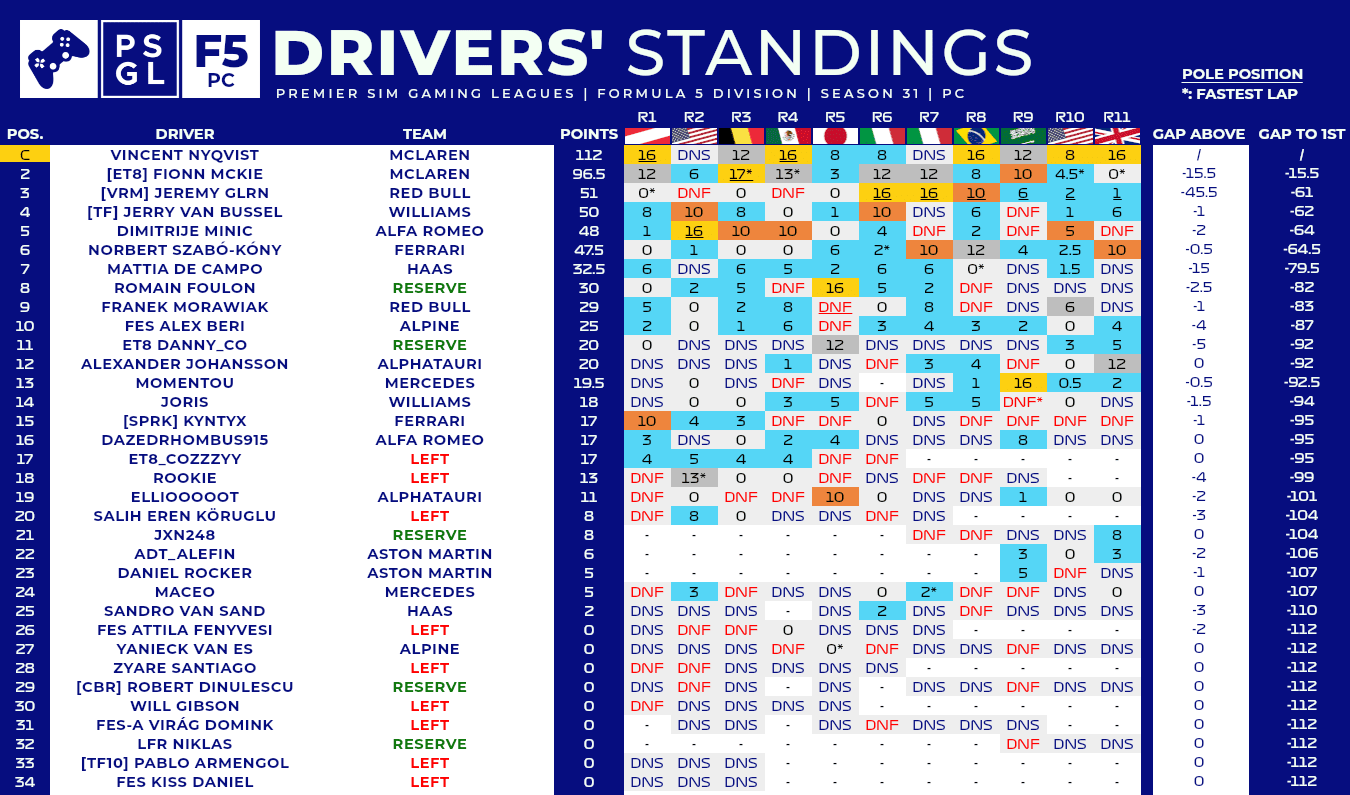 PS
GL
F5
PC
DRIVERS' STANDINGS
PREMIER SIM GAMING LEAGUES | FORMULA 5 DIVISION | SEASON 31 | PC
POLE POSITION
*: FASTEST LAP
R1 R2 R3 R4 R5 R6 R7 R8 R9 R10 R11
POS. DRIVER TEAM POINTS GAP ABOVE GAP TO 1ST
C VINCENT NYQVIST MCLAREN 112 16 DNS 12 16 8 8 DNS 16 12 8 16 / /
2 [ET8] FIONN MCKIE MCLAREN 96.5 12 6 17* 13* 3 12 12 8 10 4.5* 0* -15.5 -15.5
3 [VRM] JEREMY GLRN RED BULL 51 0* DNF 0 DNF 0 16 16 10 6 2 1 -45.5 -61
4 [TF] JERRY VAN BUSSEL WILLIAMS 50 8 10 8 0 1 10 DNS 6 DNF 1 6 -1 -62
5 DIMITRIJE MINIC ALFA ROMEO 48 1 16 10 10 0 4 DNF 2 DNF 5 DNF -2 -64
6 NORBERT SZABÓ-KÓNY FERRARI 47.5 0 1 0 0 6 2* 10 12 4 2.5 10 -0.5 -64.5
7 MATTIA DE CAMPO HAAS 32.5 6 DNS 6 5 2 6 6 0* DNS 1.5 DNS -15 -79.5
8 ROMAIN FOULON RESERVE 30 0 2 5 DNF 16 5 2 DNF DNS DNS DNS -2.5 -82
9 FRANEK MORAWIAK RED BULL 29 5 0 2 8 DNF 0 8 DNF DNS 6 DNS -1 -83
10 FES ALEX BERI ALPINE 25 2 0 1 6 DNF 3 4 3 2 0 4 -4 -87
11 ET8 DANNY_CO RESERVE 20 0 DNS DNS DNS 12 DNS DNS DNS DNS 3 5 -5 -92
12 ALEXANDER JOHANSSON ALPHATAURI 20 DNS DNS DNS 1 DNS DNF 3 4 DNF 0 12 0 -92
13 MOMENTOU MERCEDES 19.5 DNS 0 DNS DNF DNS - DNS 1 16 0.5 2 -0.5 -92.5
14 JORIS WILLIAMS 18 DNS 0 0 3 5 DNF 5 5 DNF* 0 DNS -1.5 -94
15 [SPRK] KYNTYX FERRARI 17 10 4 3 DNF DNF 0 DNS DNF DNF DNF DNF -1 -95
16 DAZEDRHOMBUS915 ALFA ROMEO 17 3 DNS 0 2 4 DNS DNS DNS 8 DNS DNS 0 -95
17 ET8_COZZZYY LEFT 17 4 5 4 4 DNF DNF - - - - - 0 -95
18 ROOKIE LEFT 13 DNF 13* 0 0 DNF DNS DNF DNF DNS - - -4 -99
19 ELLIOOOOOT ALPHATAURI 11 DNF 0 DNF DNF 10 0 DNS DNS 1 0 0 -2 -101
20 SALIH EREN KÖRUGLU LEFT 8 DNF 8 0 DNS DNS DNF DNS - - - - -3 -104
21 JXN248 RESERVE 8 - - - - - - DNF DNF DNS DNS 8 0 -104
22 ADT_ALEFIN ASTON MARTIN 6 - - - - - - - - 3 0 3 -2 -106
23 DANIEL ROCKER ASTON MARTIN 5 - - - - - - - - 5 DNF DNS -1 -107
24 MACEO MERCEDES 5 DNF 3 DNF DNS DNS 0 2* DNF DNF DNS 0 0 -107
25 SANDRO VAN SAND HAAS 2 DNS DNS DNS - DNS 2 DNS DNF DNS DNS DNS -3 -110
26 FES ATTILA FENYVESI LEFT 0 DNS DNF DNF 0 DNS DNS DNS - - - - -2 -112
27 YANIECK VAN ES ALPINE 0 DNS DNS DNS DNF 0* DNF DNS DNS DNF DNS DNS 0 -112
28 ZYARE SANTIAGO LEFT 0 DNF DNF DNS DNS DNS DNS - - - - - 0 -112
29 [CBR] ROBERT DINULESCU RESERVE 0 DNS DNF DNS - DNS - DNS DNS DNF DNS DNS 0 -112
30 WILL GIBSON LEFT 0 DNF DNS DNS DNS DNS - - - - - - 0 -112
31 FES-A VIRÁG DOMINK LEFT 0 - DNS DNS - DNS DNF DNS DNS DNS - - 0 -112
32 LFR NIKLAS RESERVE 0 - - - - - - - - DNF DNS DNS 0 -112
33 [TF10] PABLO ARMENGOL LEFT 0 DNS DNS DNS - - - - - - - - 0 -112
34 FES KISS DANIEL LEFT 0 DNS DNS DNS - - - - - - - - 0 -112